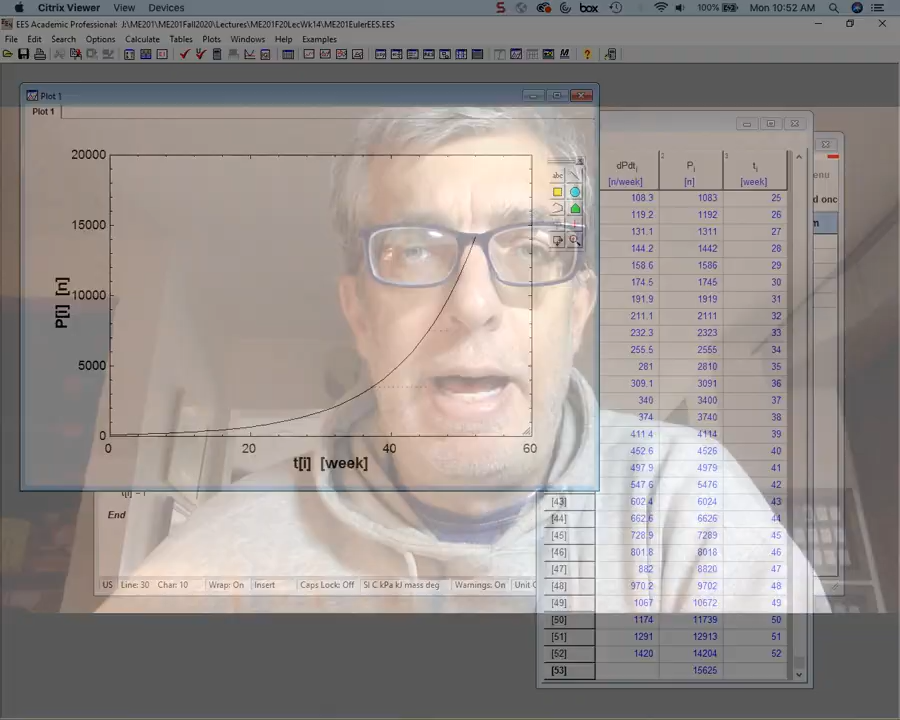 Citrix Viewer View Devices
100% Mon 10:52 AM
box
EES Academic Professional: J:\ME201\ME201Fall2020\Lectures\ME201F20LecWk14\ME201EulerEES.EES
File Edit Search Options Calculate Tables Plots Windows Help Examples
Plot 1
Plot 1
20000
15000
10000
5000
0
0 20 40 60
P[i] [n]
t[i] [week]
abc
dPdti Pi ti
[n/week] [n] [week]
108.3 1083 25
119.2 1192 26
131.1 1311 27
144.2 1442 28
158.6 1586 29
174.5 1745 30
191.9 1919 31
211.1 2111 32
232.3 2323 33
255.5 2555 34
281 2810 35
309.1 3091 36
340 3400 37
374 3740 38
411.4 4114 39
452.6 4526 40
497.9 4979 41
547.6 5476 42
[43] 602.4 6024 43
[44] 662.6 6626 44
[45] 728.9 7289 45
[46] 801.8 8018 46
[47] 882 8820 47
[48] 970.2 9702 48
[49] 1067 10672 49
[50] 1174 11739 50
[51] 1291 12913 51
[52] 1420 14204 52
[53] 15625
End
US Line: 30 Char: 10 Wrap: On Insert Caps Lock: Off SI C kPa kJ mass deg Warnings: On Unit